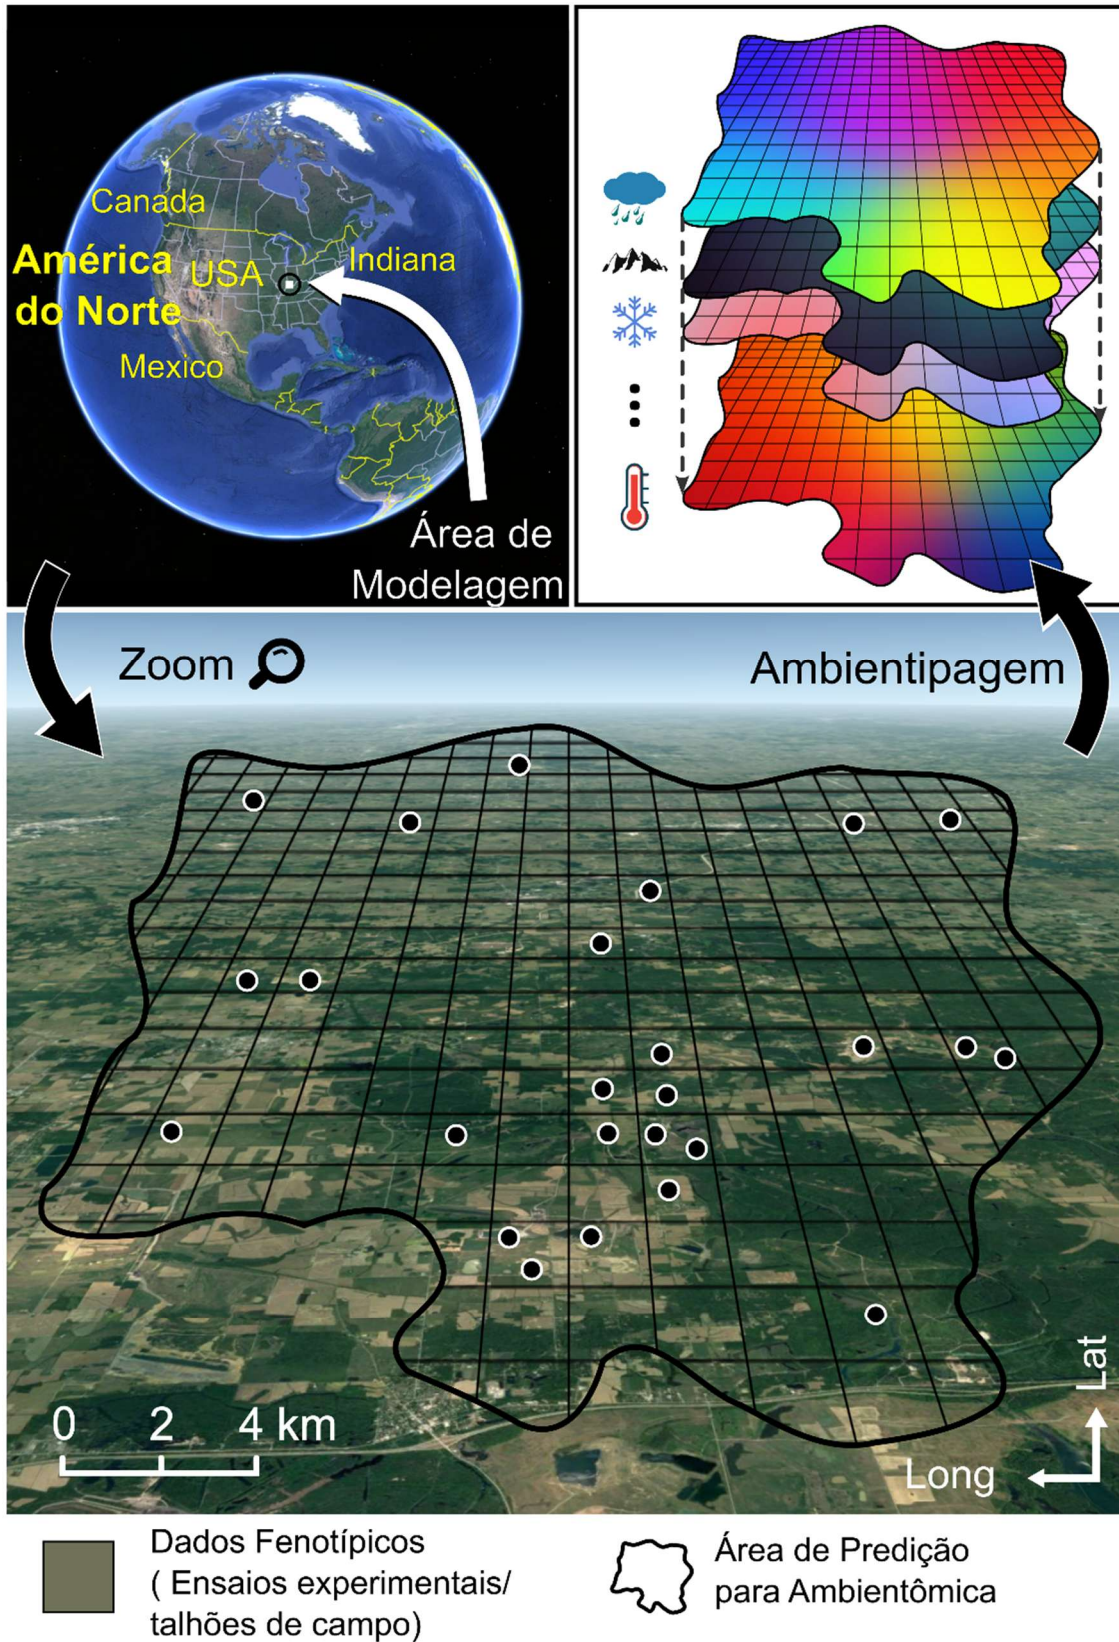 Canada
América
do Norte
USA
Indiana
Mexico
Área de
Modelagem
Zoom
Ambientipagem
0 2 4 km
Lat
Long
Dados Fenotípicos
( Ensaios experimentais/
talhões de campo)
Área de Predição
para Ambientômica